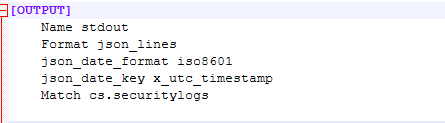 [OUTPUT]
Name stdout
Format json_lines
json_date_format iso8601
json_date_key x_utc_timestamp
Match cs.securitylogs